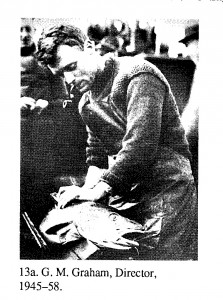 13a. G. M. Graham, Director,
1945–58.